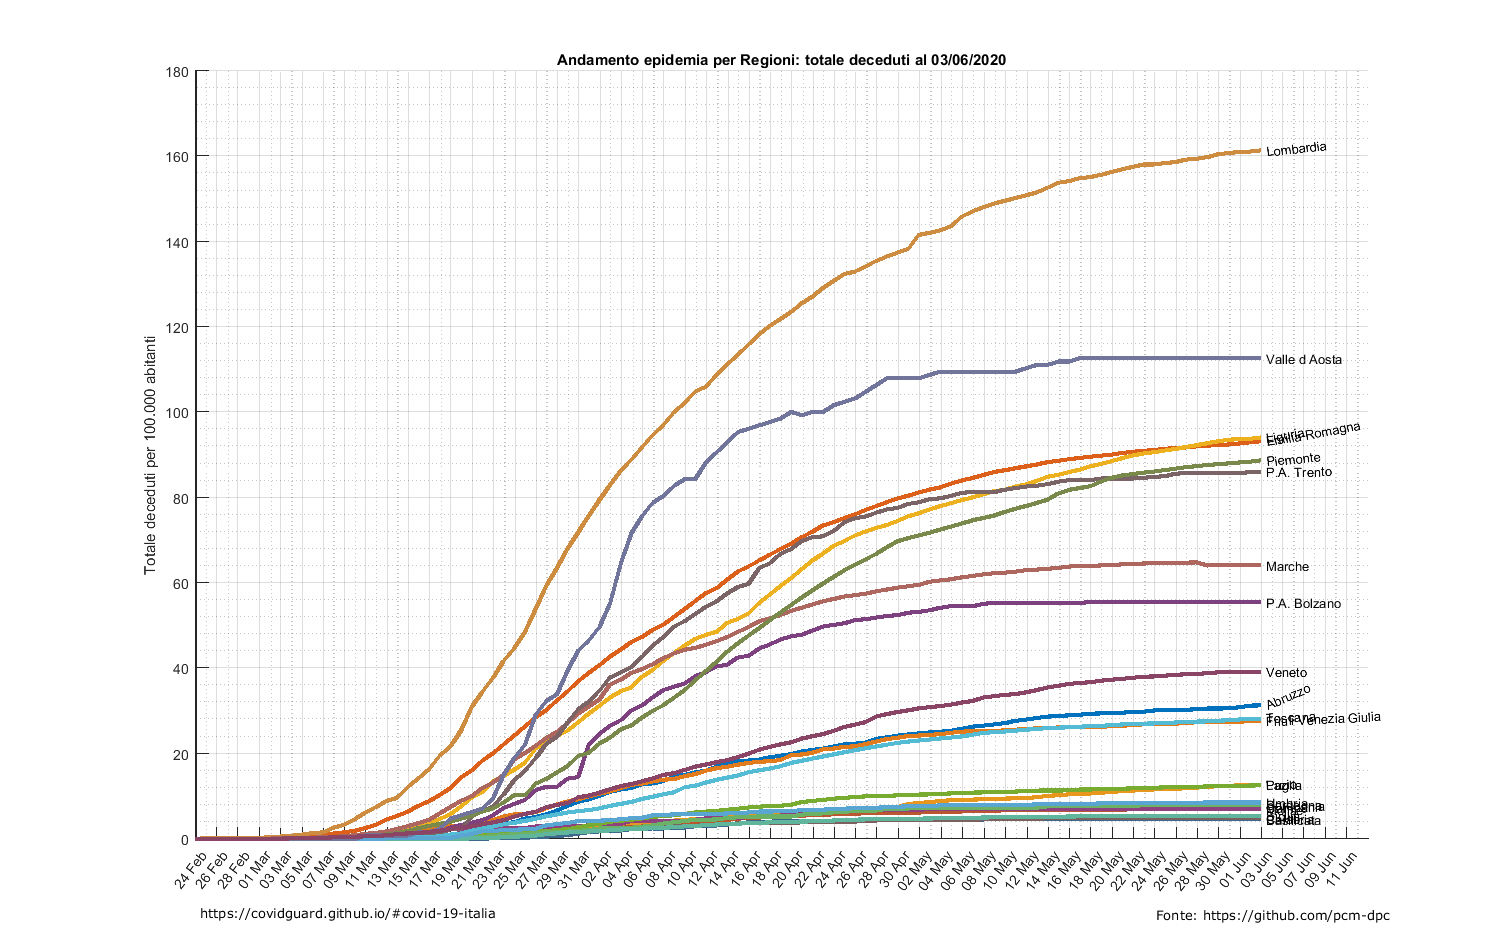 Andamento epidemia per Regioni: totale deceduti al 03/06/2020
Totale deceduti per 100.000 abitanti
180
160
140
120
100
80
60
40
20
0
Lombardia
Valle d Aosta
Liguria
Emilia Romagna
Piemonte
P.A. Trento
Marche
P.A. Bolzano
Veneto
Abruzzo
Toscana
Friuli Venezia Giulia
Puglia
Lazio
Umbria
Basilicata
24 Feb
26 Feb
28 Feb
01 Mar
03 Mar
05 Mar
07 Mar
09 Mar
11 Mar
13 Mar
15 Mar
17 Mar
19 Mar
21 Mar
23 Mar
25 Mar
27 Mar
29 Mar
31 Mar
02 Apr
04 Apr
06 Apr
08 Apr
10 Apr
12 Apr
14 Apr
16 Apr
18 Apr
20 Apr
22 Apr
24 Apr
26 Apr
28 Apr
30 Apr
02 May
04 May
06 May
08 May
10 May
12 May
14 May
16 May
18 May
20 May
22 May
24 May
26 May
28 May
30 May
01 Jun
03 Jun
05 Jun
07 Jun
09 Jun
11 Jun
https://covidguard.github.io/#covid-19-italia
Fonte: https://github.com/pcm-dpc